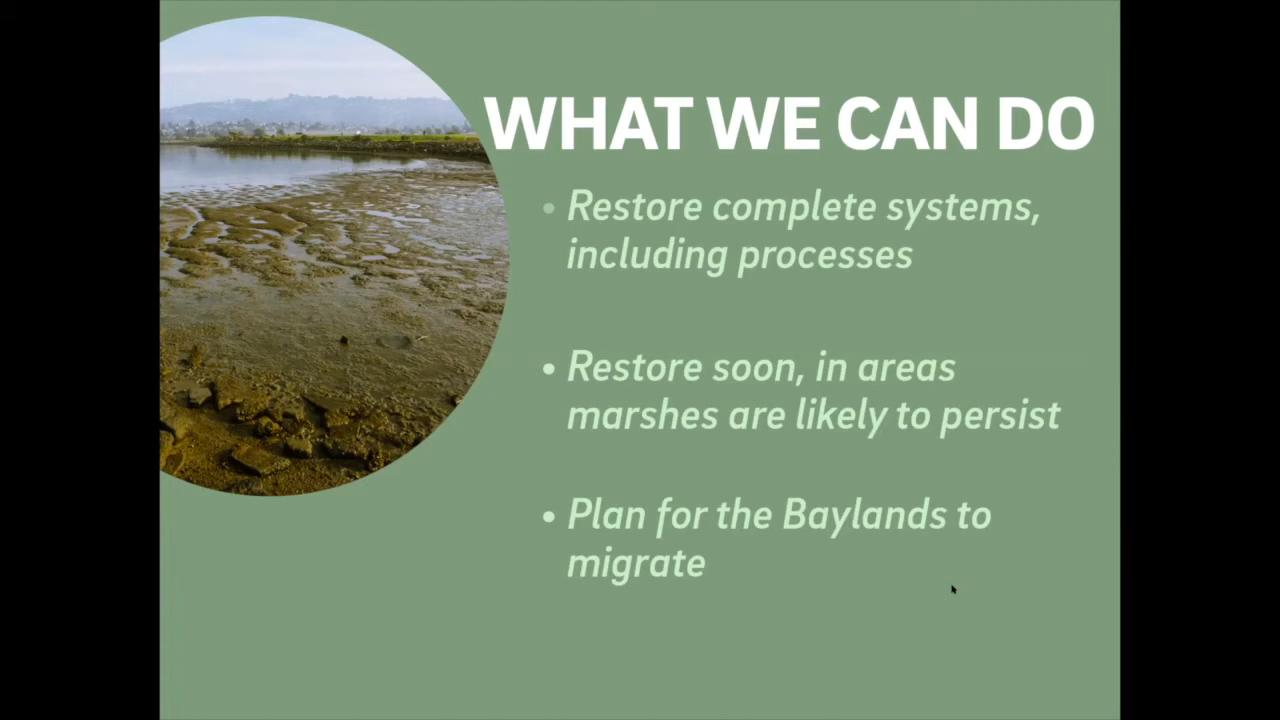 WHAT WE CAN DO
• Restore complete systems,
including processes
• Restore soon, in areas
marshes are likely to persist
• Plan for the Baylands to
migrate